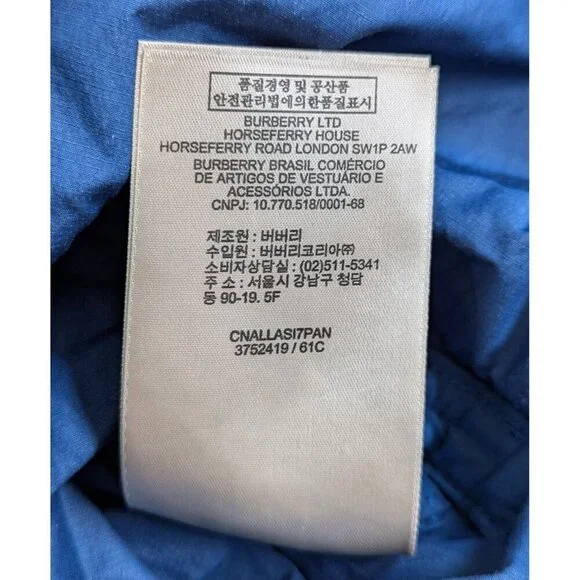 품질경영 및 공산품
안전관리법에의한품질표시
BURBERRY LTD
HORSEFERRY HOUSE
HORSEFERRY ROAD LONDON SW1P 2AW
BURBERRY BRASIL COMÉRCIO
DE ARTIGOS DE VESTUÁRIO E
ACESSÓRIOS LTDA.
CNPJ: 10.770.518/0001-68
제조원 : 버버리
수입원 : 버버리코리아㈜
소비자상담실 : (02)511-5341
주 소 : 서울시 강남구 청담
동 90-19. 5F
CNALLASI7PAN
3752419 / 61C